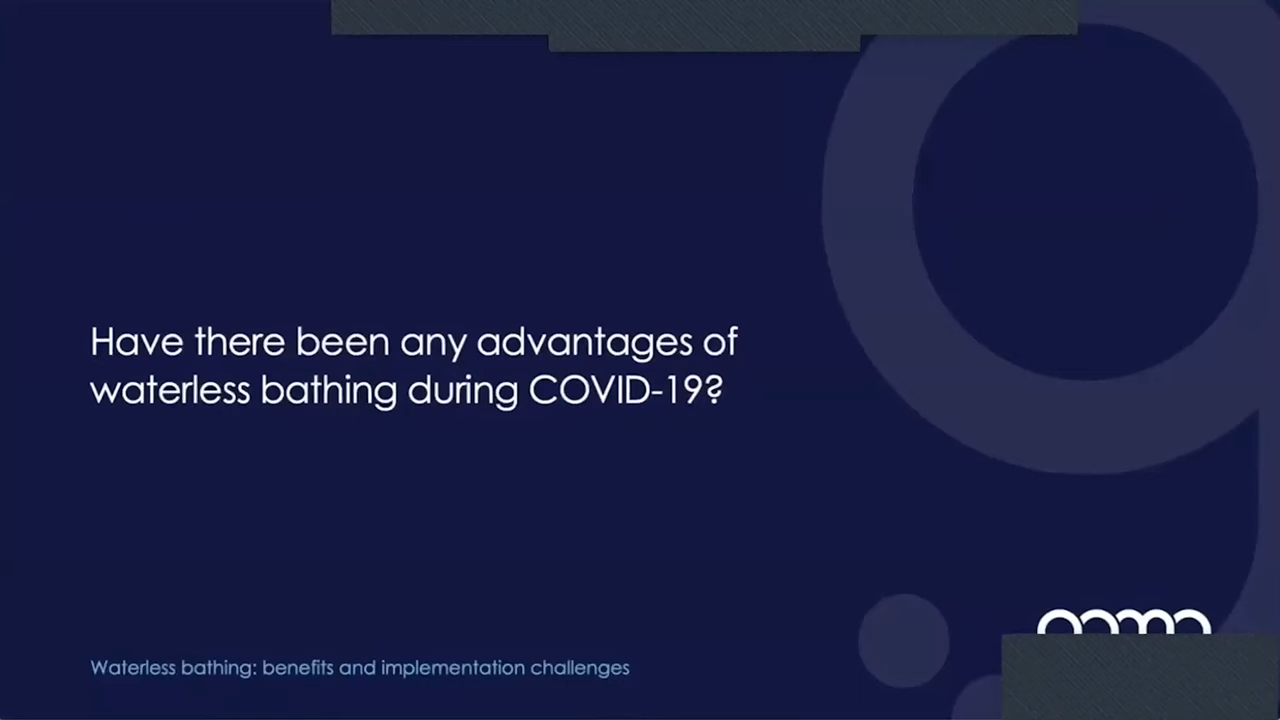 Have there been any advantages of
waterless bathing during COVID-19?
Waterless bathing: benefits and implementation challenges